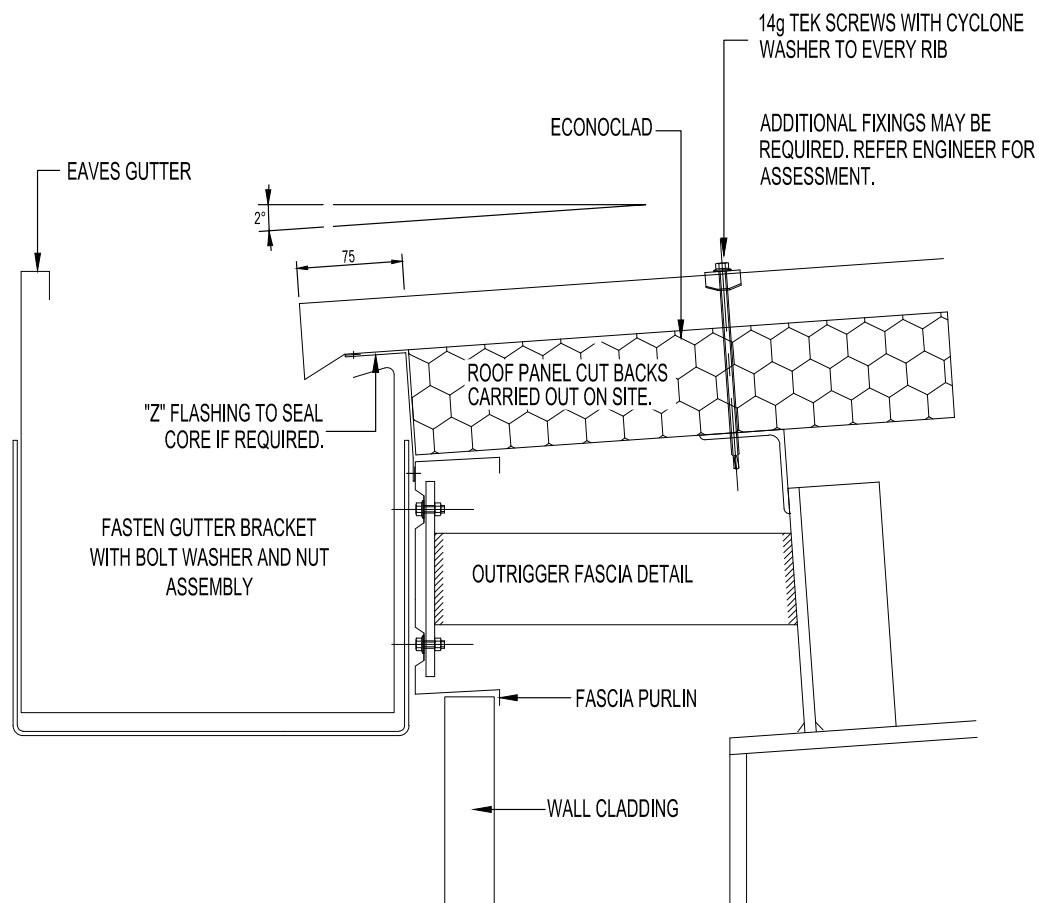 14g TEK SCREWS WITH CYCLONE
WASHER TO EVERY RIB
ECONOCLAD
ADDITIONAL FIXINGS MAY BE
REQUIRED. REFER ENGINEER FOR
ASSESSMENT.
EAVES GUTTER
2°
75
ROOF PANEL CUT BACKS
CARRIED OUT ON SITE.
"Z" FLASHING TO SEAL
CORE IF REQUIRED.
FASTEN GUTTER BRACKET
WITH BOLT WASHER AND NUT
ASSEMBLY
OUTRIGGER FASCIA DETAIL
FASCIA PURLIN
WALL CLADDING